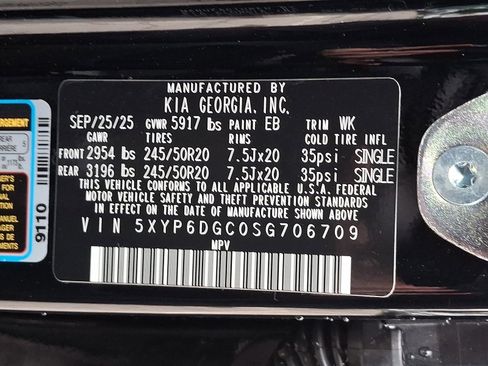 MANUFACTURED BY
KIA GEORGIA, INC.
SEP/25/25 GVWR 5917 lbs PAINT EB TRIM WK
GAWR TIRES RIMS COLD TIRE INFL
FRONT 2954 lbs 245/50R20 7.5Jx20 35psi SINGLE
REAR 3196 lbs 245/50R20 7.5Jx20 35psi SINGLE
THIS VEHICLE CONFORMS TO ALL APPLICABLE U.S.A. FEDERAL
MOTOR VEHICLE SAFETY AND THEFT PREVENTION STANDARDS
IN EFFECT ON THE DATE OF MANUFACTURE SHOWN ABOVE.
VIN 5XYP6DGC0SG706709
MPV
REAR 5
9110
MANUEL